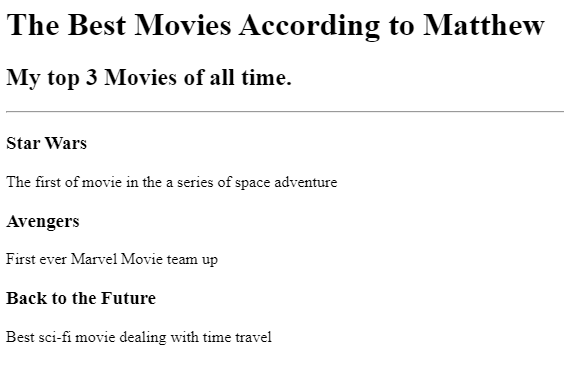 The Best Movies According to Matthew
My top 3 Movies of all time.
Star Wars
The first of movie in the a series of space adventure
Avengers
First ever Marvel Movie team up
Back to the Future
Best sci-fi movie dealing with time travel